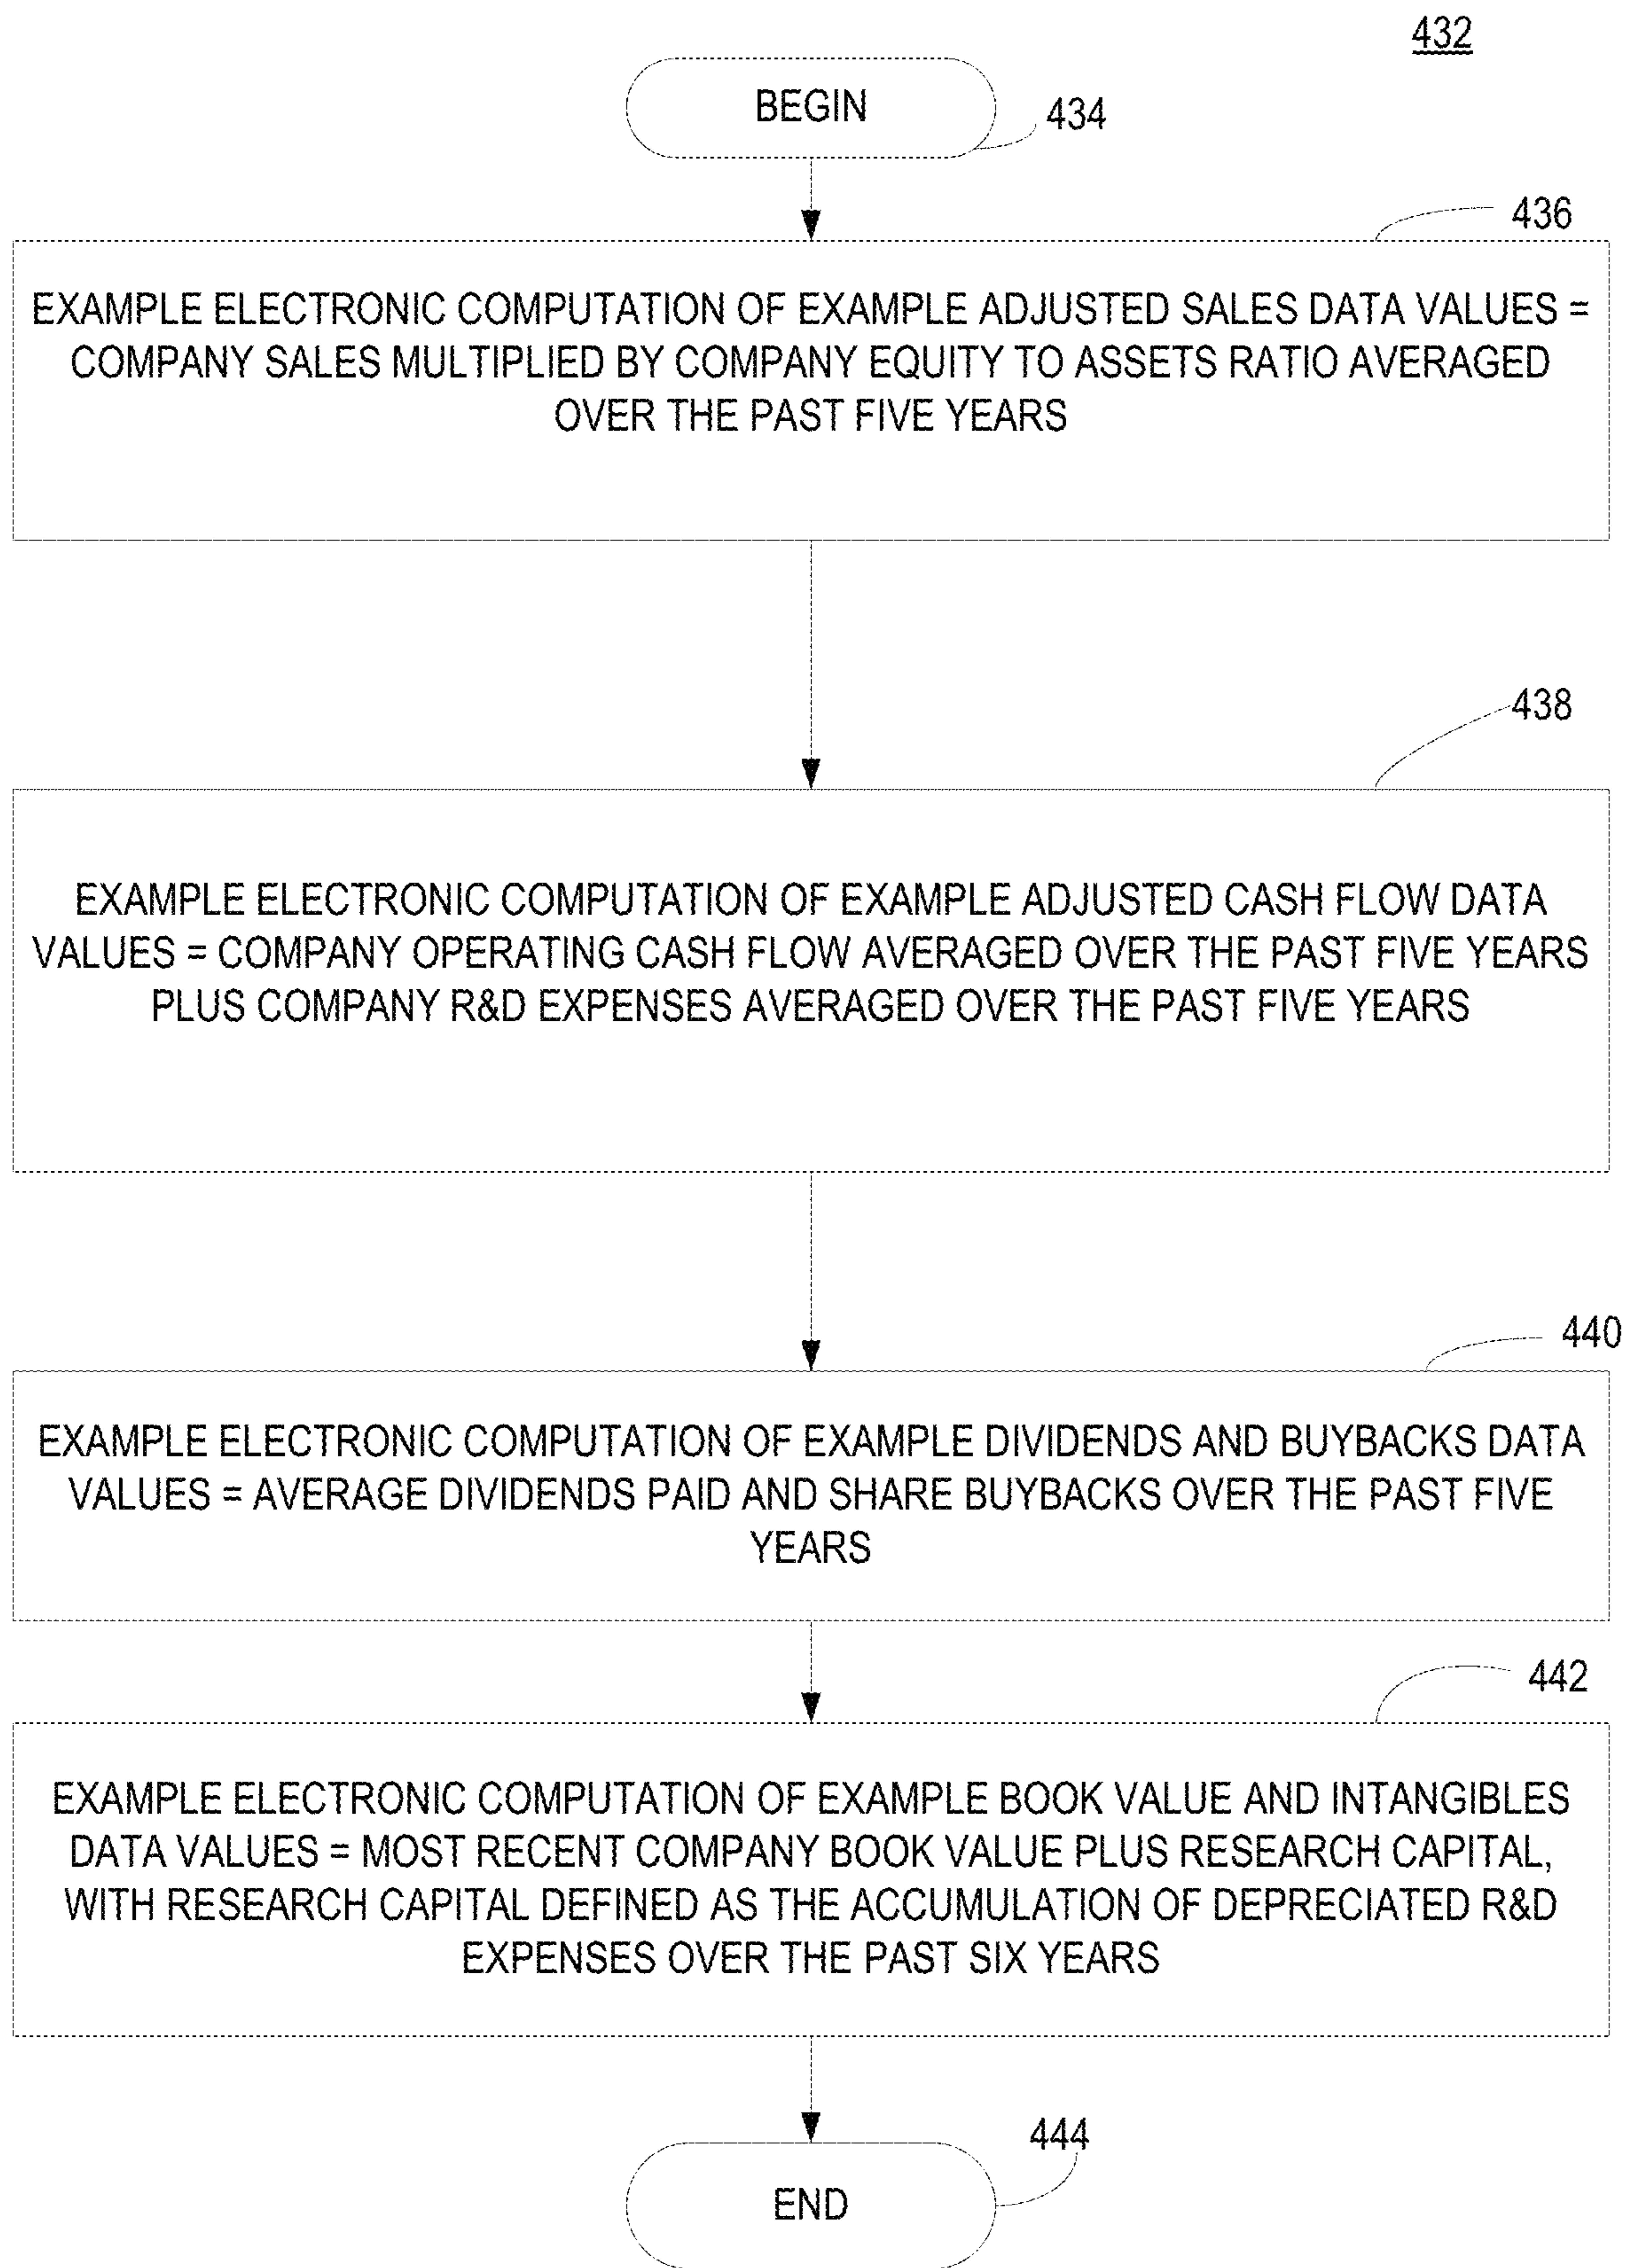 432
BEGIN
434
436
EXAMPLE ELECTRONIC COMPUTATION OF EXAMPLE ADJUSTED SALES DATA VALUES =
COMPANY SALES MULTIPLIED BY COMPANY EQUITY TO ASSETS RATIO AVERAGED
OVER THE PAST FIVE YEARS
438
EXAMPLE ELECTRONIC COMPUTATION OF EXAMPLE ADJUSTED CASH FLOW DATA
VALUES = COMPANY OPERATING CASH FLOW AVERAGED OVER THE PAST FIVE YEARS
PLUS COMPANY R&D EXPENSES AVERAGED OVER THE PAST FIVE YEARS
440
EXAMPLE ELECTRONIC COMPUTATION OF EXAMPLE DIVIDENDS AND BUYBACKS DATA
VALUES = AVERAGE DIVIDENDS PAID AND SHARE BUYBACKS OVER THE PAST FIVE
YEARS
442
EXAMPLE ELECTRONIC COMPUTATION OF EXAMPLE BOOK VALUE AND INTANGIBLES
DATA VALUES = MOST RECENT COMPANY BOOK VALUE PLUS RESEARCH CAPITAL,
WITH RESEARCH CAPITAL DEFINED AS THE ACCUMULATION OF DEPRECIATED R&D
EXPENSES OVER THE PAST SIX YEARS
444
END